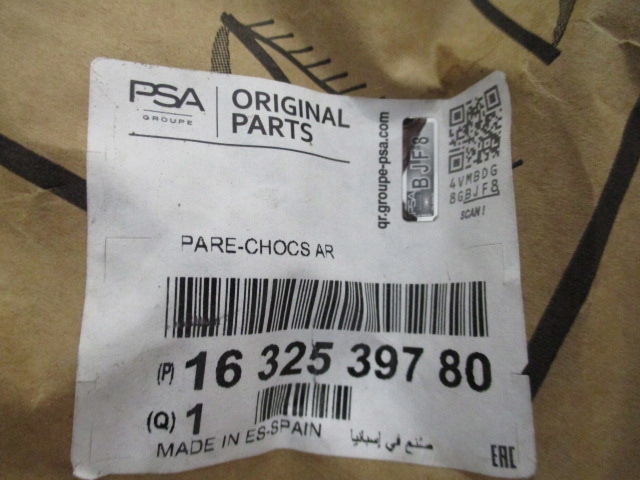 PSA
GROUPE
ORIGINAL
PARTS
qr.groupe-psa.com
PSA
BJF8
4VMBDG
8GBJF8
SCAN!
PARE-CHOCS AR
(P) 16 325 397 80
(Q) 1
MADE IN ES-SPAIN
صنع في إسبانيا
EAC